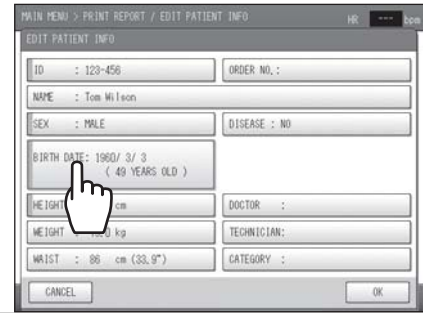 MAIN MENU > PRINT REPORT / EDIT PATIENT INFO HR --- bpm
EDIT PATIENT INFO
ID : 123-456 ORDER NO. :
NAME : Tom Wilson
SEX : MALE DISEASE : NO
BIRTH DATE: 1960/ 3/ 3
( 49 YEARS OLD )
HEIGHT cm DOCTOR :
WEIGHT kg TECHNICIAN:
WAIST : 86 cm (33.9") CATEGORY :
CANCEL OK